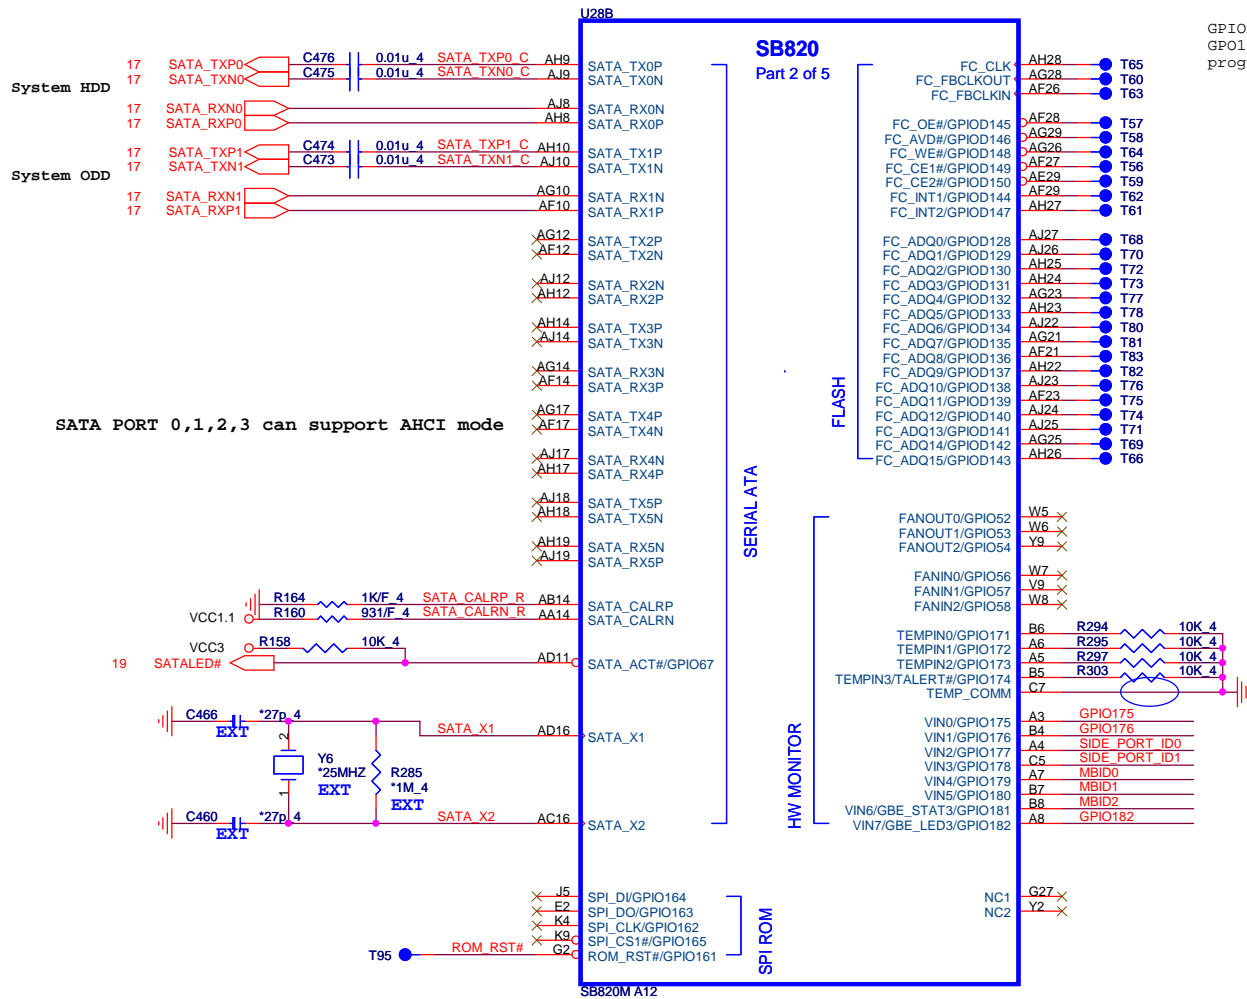 U28B
SB820
Part 2 of 5
GPIO
GPO1
prog
System HDD
17 SATA_TXP0 C476 0.01u_4 SATA_TXP0_C AH9 SATA_TX0P
17 SATA_TXN0 C475 0.01u_4 SATA_TXN0_C AJ9 SATA_TX0N
17 SATA_RXN0 AJ8 SATA_RX0N
17 SATA_RXP0 AH8 SATA_RX0P
System ODD
17 SATA_TXP1 C474 0.01u_4 SATA_TXP1_C AH10 SATA_TX1P
17 SATA_TXN1 C473 0.01u_4 SATA_TXN1_C AJ10 SATA_TX1N
17 SATA_RXN1 AG10 SATA_RX1N
17 SATA_RXP1 AF10 SATA_RX1P
AG12 SATA_TX2P
AF12 SATA_TX2N
AJ12 SATA_RX2N
AH12 SATA_RX2P
AH14 SATA_TX3P
AJ14 SATA_TX3N
AG14 SATA_RX3N
AF14 SATA_RX3P
SATA PORT 0,1,2,3 can support AHCI mode
AG17 SATA_TX4P
AF17 SATA_TX4N
AJ17 SATA_RX4N
AH17 SATA_RX4P
AJ18 SATA_TX5P
AH18 SATA_TX5N
AH19 SATA_RX5N
AJ19 SATA_RX5P
R164 1K/F_4 SATA_CALRP_R AB14 SATA_CALRP
VCC1.1 R160 931/F_4 SATA_CALRN_R AA14 SATA_CALRN
VCC3 R158 10K_4
19 SATALED# AD11 SATA_ACT#/GPIO67
C466 *27p_4
EXT
SATA_X1 AD16 SATA_X1
2
Y6
*25MHZ
EXT
1
R285
*1M_4
EXT
C460 *27p_4
EXT
SATA_X2 AC16 SATA_X2
J5 SPI_DI/GPIO164
E2 SPI_DO/GPIO163
K4 SPI_CLK/GPIO162
K9 SPI_CS1#/GPIO165
T95 ROM_RST# G2 ROM_RST#/GPIO161
SERIAL ATA
SPI ROM
FLASH
HW MONITOR
FC_CLK AH28 T65
FC_FBCLKOUT AG28 T60
FC_FBCLKIN AF26 T63
FC_OE#/GPIOD145 AF28 T57
FC_AVD#/GPIOD146 AG29 T58
FC_WE#/GPIOD148 AG26 T64
FC_CE1#/GPIOD149 AF27 T56
FC_CE2#/GPIOD150 AE29 T59
FC_INT1/GPIOD144 AF29 T62
FC_INT2/GPIOD147 AH27 T61
FC_ADQ0/GPIOD128 AJ27 T68
FC_ADQ1/GPIOD129 AJ26 T70
FC_ADQ2/GPIOD130 AH25 T72
FC_ADQ3/GPIOD131 AH24 T73
FC_ADQ4/GPIOD132 AG23 T77
FC_ADQ5/GPIOD133 AH23 T78
FC_ADQ6/GPIOD134 AJ22 T80
FC_ADQ7/GPIOD135 AG21 T81
FC_ADQ8/GPIOD136 AF21 T83
FC_ADQ9/GPIOD137 AH22 T82
FC_ADQ10/GPIOD138 AJ23 T76
FC_ADQ11/GPIOD139 AF23 T75
FC_ADQ12/GPIOD140 AJ24 T74
FC_ADQ13/GPIOD141 AJ25 T71
FC_ADQ14/GPIOD142 AG25 T69
FC_ADQ15/GPIOD143 AH26 T66
FANOUT0/GPIO52 W5
FANOUT1/GPIO53 W6
FANOUT2/GPIO54 Y9
FANIN0/GPIO56 W7
FANIN1/GPIO57 V9
FANIN2/GPIO58 W8
TEMPIN0/GPIO171 B6 R294 10K_4
TEMPIN1/GPIO172 A6 R295 10K_4
TEMPIN2/GPIO173 A5 R297 10K_4
TEMPIN3/TALERT#/GPIO174 B5 R303 10K_4
TEMP_COMM C7
VIN0/GPIO175 A3 GPIO175
VIN1/GPIO176 B4 GPIO176
VIN2/GPIO177 A4 SIDE_PORT_ID0
VIN3/GPIO178 C5 SIDE_PORT_ID1
VIN4/GPIO179 A7 MBID0
VIN5/GPIO180 B7 MBID1
VIN6/GBE_STAT3/GPIO181 B8 MBID2
VIN7/GBE_LED3/GPIO182 A8 GPIO182
NC1 G27
NC2 Y2
SB820M A12